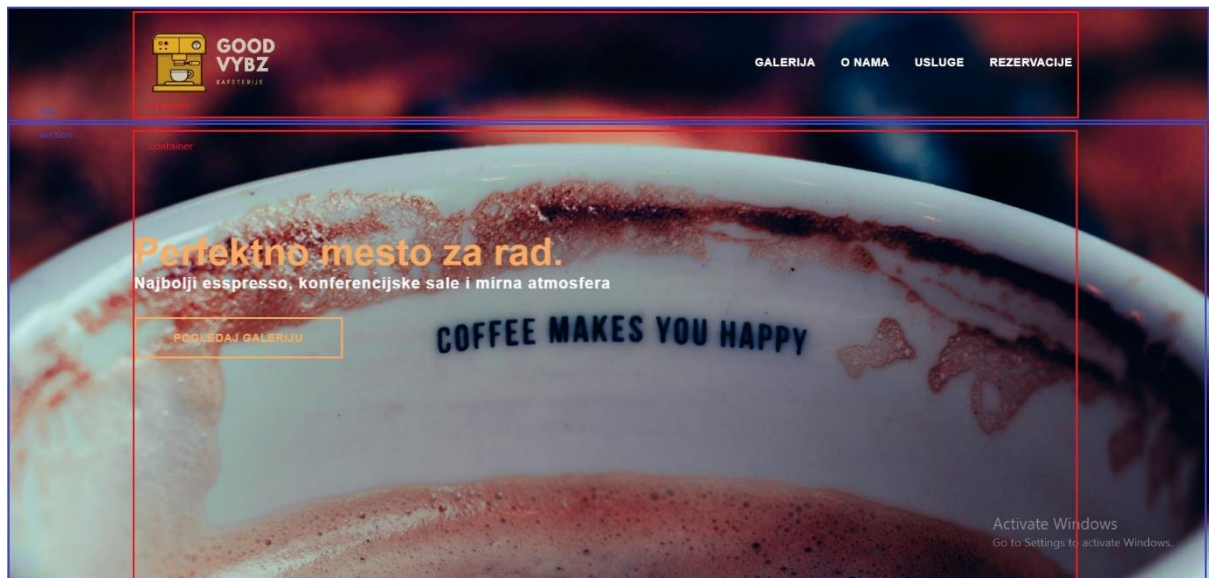 GOOD
VYBZ
KAFETERIJE
GALERIJA O NAMA USLUGE REZERVACIJE
.container
section
.container
Perfektno mesto za rad.
Najbolji esspresso, konferencijske sale i mirna atmosfera
POGLEDAJ GALERIJU
COFFEE MAKES YOU HAPPY
Activate Windows
Go to Settings to activate Windows.